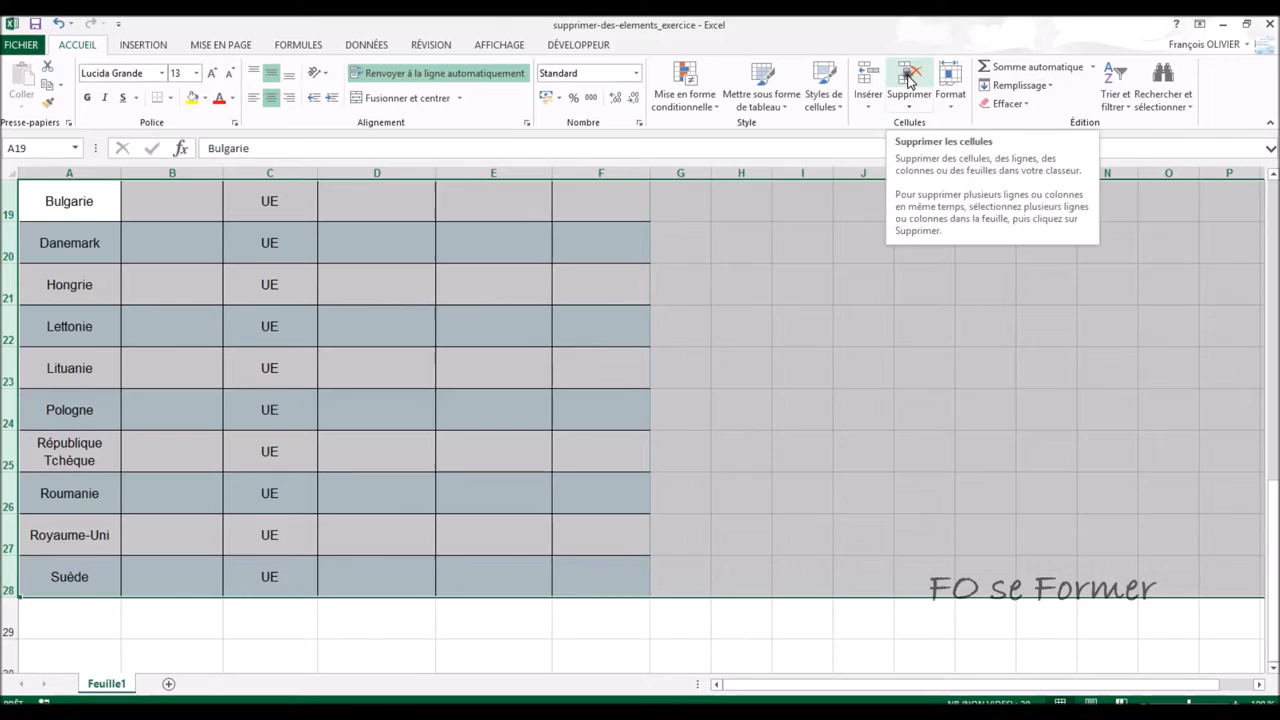 supprimer-des-elements_exercice - Excel
FICHIER ACCUEIL INSERTION MISE EN PAGE FORMULES DONNÉES RÉVISION AFFICHAGE DÉVELOPPEUR François OLIVIER
Coller
Presse-papiers
Lucida Grande 13
G I S A
Police
Renvoyer à la ligne automatiquement
Fusionner et centrer
Alignement
Standard
% 000
Nombre
Mise en forme conditionnelle
Mettre sous forme de tableau
Styles de cellules
Style
Insérer Supprimer Format
Cellules
Somme automatique
Remplissage
Effacer
Trier et filtrer
Rechercher et sélectionner
Édition
A19 fx Bulgarie
Supprimer les cellules
Supprimer des cellules, des lignes, des
colonnes ou des feuilles dans votre classeur.
Pour supprimer plusieurs lignes ou colonnes
en même temps, sélectionnez plusieurs lignes
ou colonnes dans la feuille, puis cliquez sur
Supprimer.
A B C D E F G H I J N O P
19 Bulgarie UE
20 Danemark UE
21 Hongrie UE
22 Lettonie UE
23 Lituanie UE
24 Pologne UE
25 République Tchèque UE
26 Roumanie UE
27 Royaume-Uni UE
28 Suède UE
29
FO se Former
Feuille1